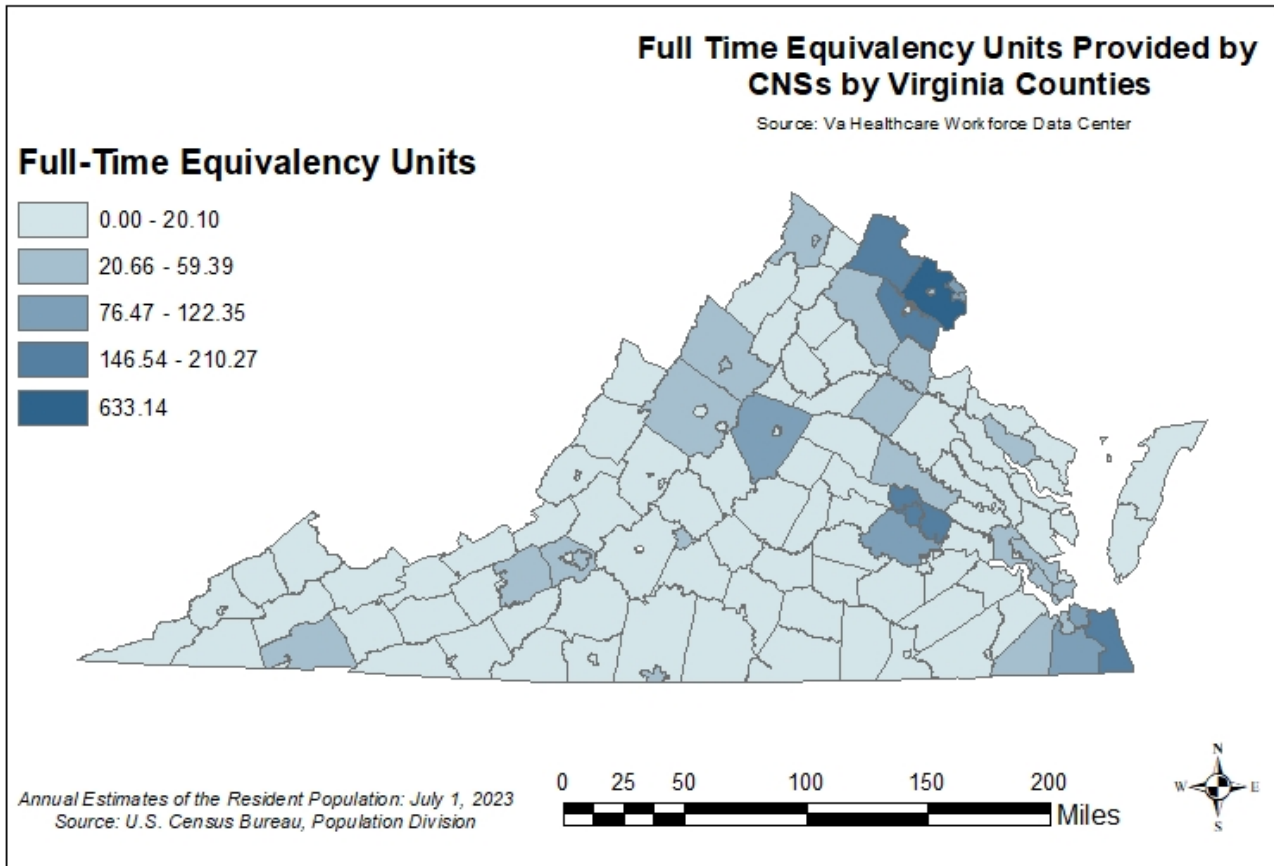 Full Time Equivalency Units Provided by
CNSs by Virginia Counties
Source: Va Healthcare Workforce Data Center
Full-Time Equivalency Units
0.00 - 20.10
20.66 - 59.39
76.47 - 122.35
146.54 - 210.27
633.14
Annual Estimates of the Resident Population: July 1, 2023
Source: U.S. Census Bureau, Population Division
0 25 50 100 150 200
Miles
N
W E
S